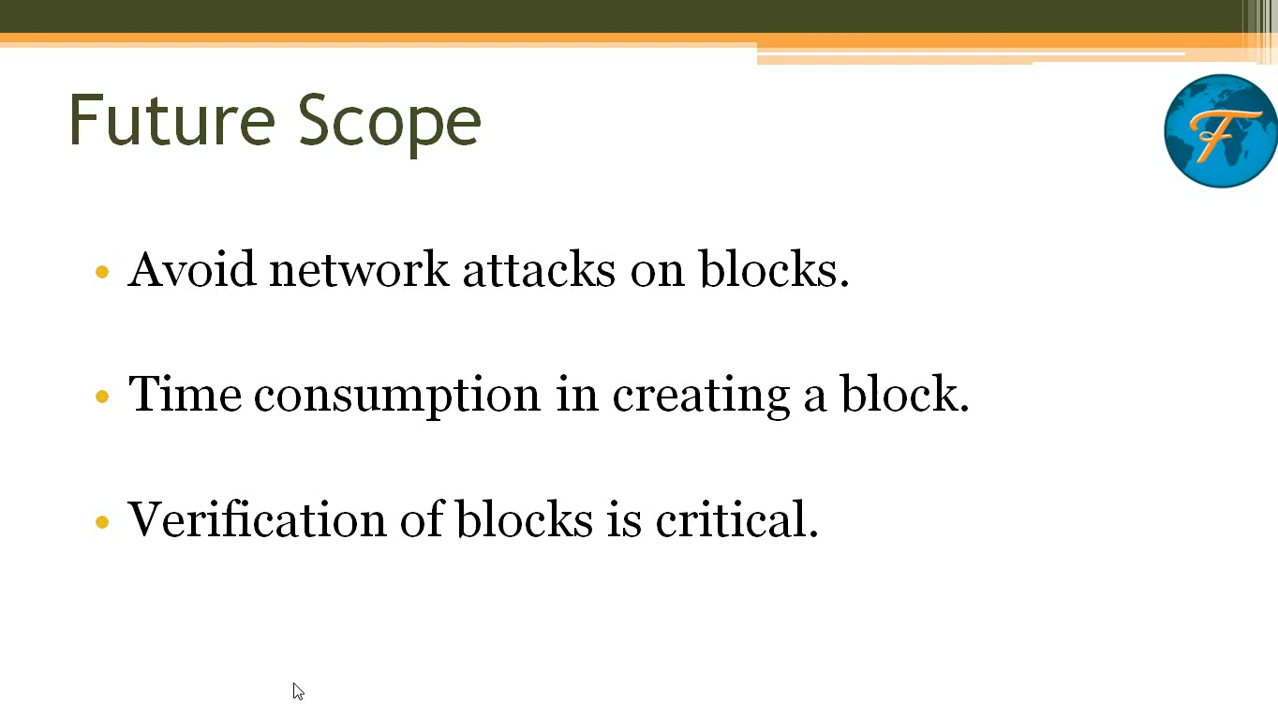 Future Scope
F
• Avoid network attacks on blocks.
• Time consumption in creating a block.
• Verification of blocks is critical.